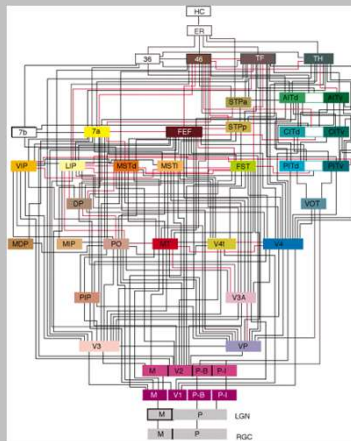 HC
ER
36 46 TF TH
STPa AITd AITv
7b 7a FEF STPp CITd CITv
VIP LIP MSTd MSTl FST PITd PITv
DP VOT
MDP MIP PO MT V4t V4
PIP V3A
V3 VP
M V2 P-B P-I
M V1 P-B P-I
M P LGN
M P RGC